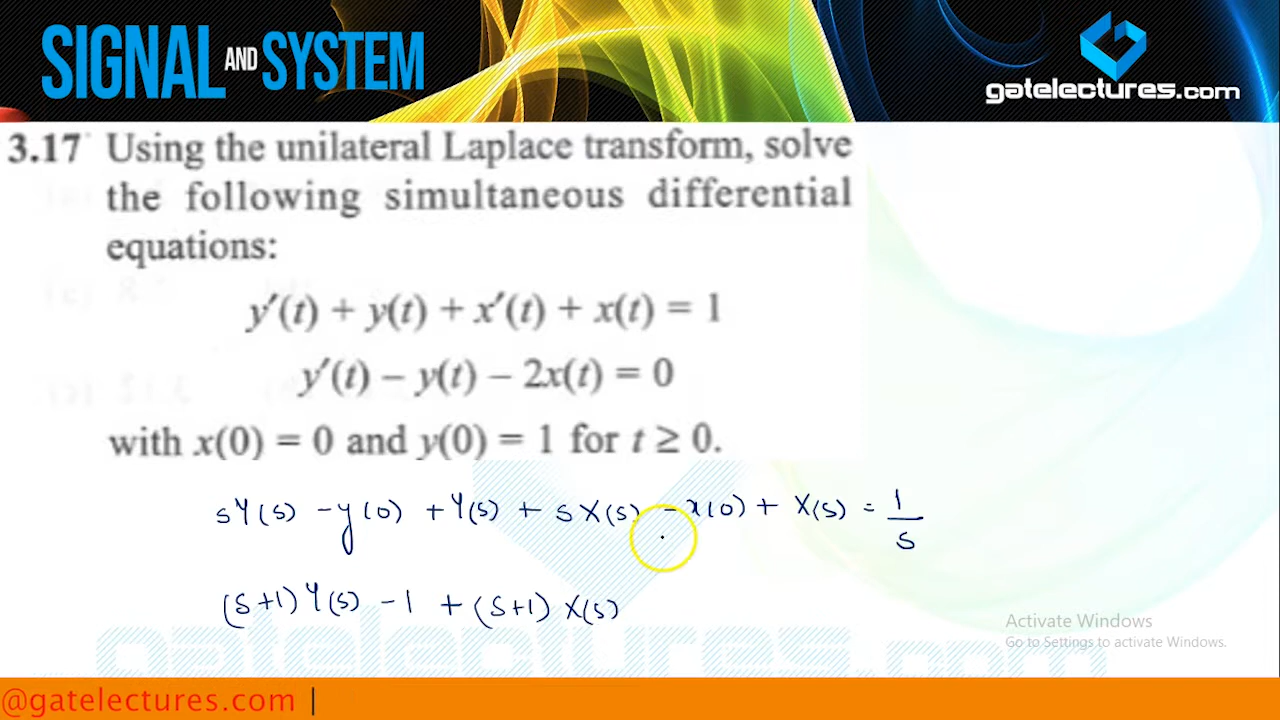 SIGNAL AND SYSTEM
gatelectures.com
3.17 Using the unilateral Laplace transform, solve
the following simultaneous differential
equations:
y′(t) + y(t) + x′(t) + x(t) = 1
y′(t) − y(t) − 2x(t) = 0
with x(0) = 0 and y(0) = 1 for t ≥ 0.
sY(s) − y(0) + Y(s) + sX(s) − x(0) + X(s) = 1/s
(s+1)Y(s) − 1 + (s+1) X(s)
Activate Windows
Go to Settings to activate Windows.
gatelectures.com
@gatelectures.com |